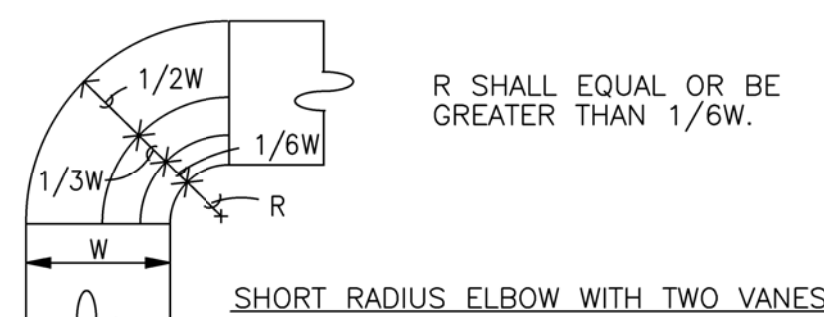 1/2W
R SHALL EQUAL OR BE
GREATER THAN 1/6W.
1/6W
1/3W
R
W
SHORT RADIUS ELBOW WITH TWO VANES